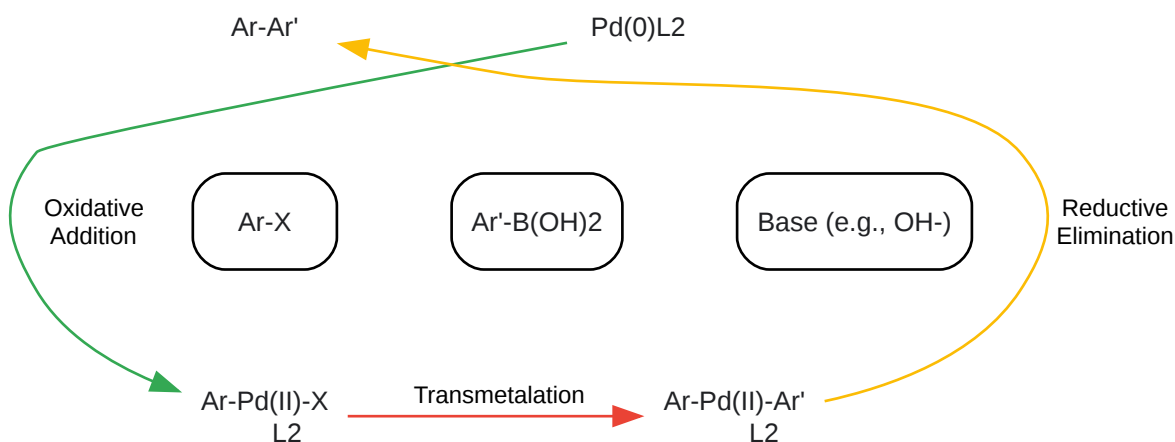 Ar-Ar'
Pd(0)L2
Oxidative
Addition
Ar-X
Ar'-B(OH)2
Base (e.g., OH-)
Reductive
Elimination
Ar-Pd(II)-X
L2
Transmetalation
Ar-Pd(II)-Ar'
L2